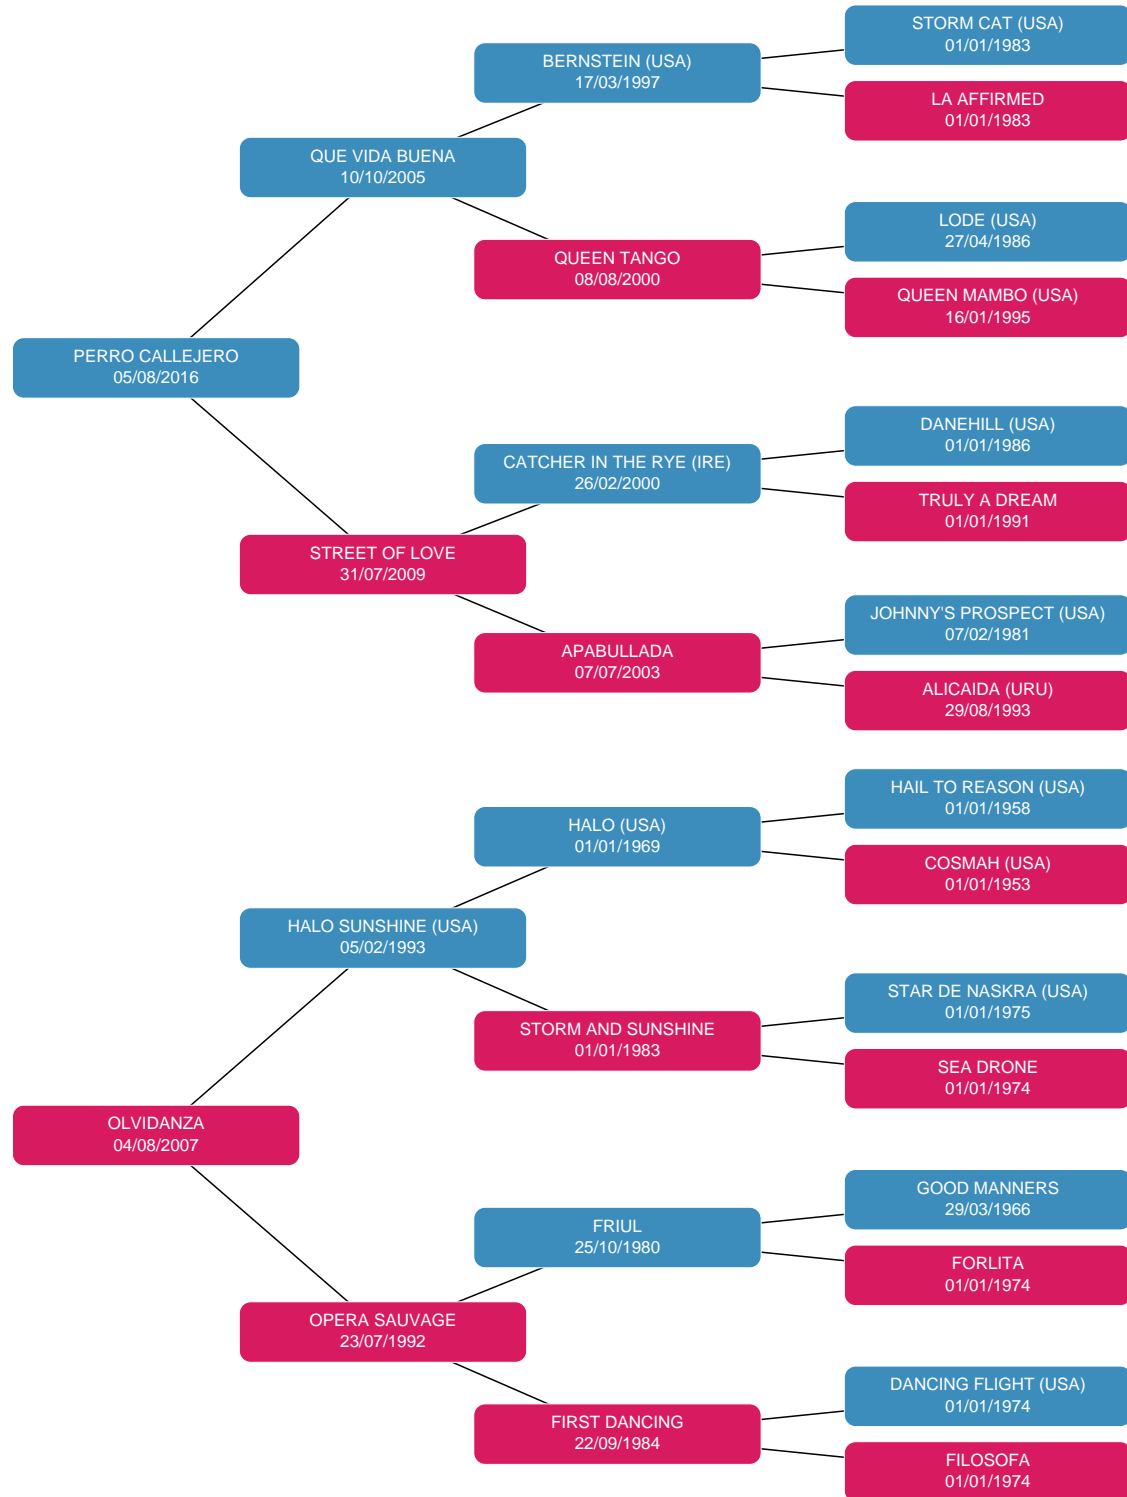 STORM CAT (USA)
01/01/1983
BERNSTEIN (USA)
17/03/1997
LA AFFIRMED
01/01/1983
QUE VIDA BUENA
10/10/2005
LODE (USA)
27/04/1986
QUEEN TANGO
08/08/2000
QUEEN MAMBO (USA)
16/01/1995
PERRO CALLEJERO
05/08/2016
DANEHILL (USA)
01/01/1986
CATCHER IN THE RYE (IRE)
26/02/2000
TRULY A DREAM
01/01/1991
STREET OF LOVE
31/07/2009
JOHNNY'S PROSPECT (USA)
07/02/1981
APABULLADA
07/07/2003
ALICAIDA (URU)
29/08/1993
HAIL TO REASON (USA)
01/01/1958
HALO (USA)
01/01/1969
COSMAH (USA)
01/01/1953
HALO SUNSHINE (USA)
05/02/1993
STAR DE NASKRA (USA)
01/01/1975
STORM AND SUNSHINE
01/01/1983
SEA DRONE
01/01/1974
OLVIDANZA
04/08/2007
GOOD MANNERS
29/03/1966
FRIUL
25/10/1980
FORLITA
01/01/1974
OPERA SAUVAGE
23/07/1992
DANCING FLIGHT (USA)
01/01/1974
FIRST DANCING
22/09/1984
FILOSOFA
01/01/1974